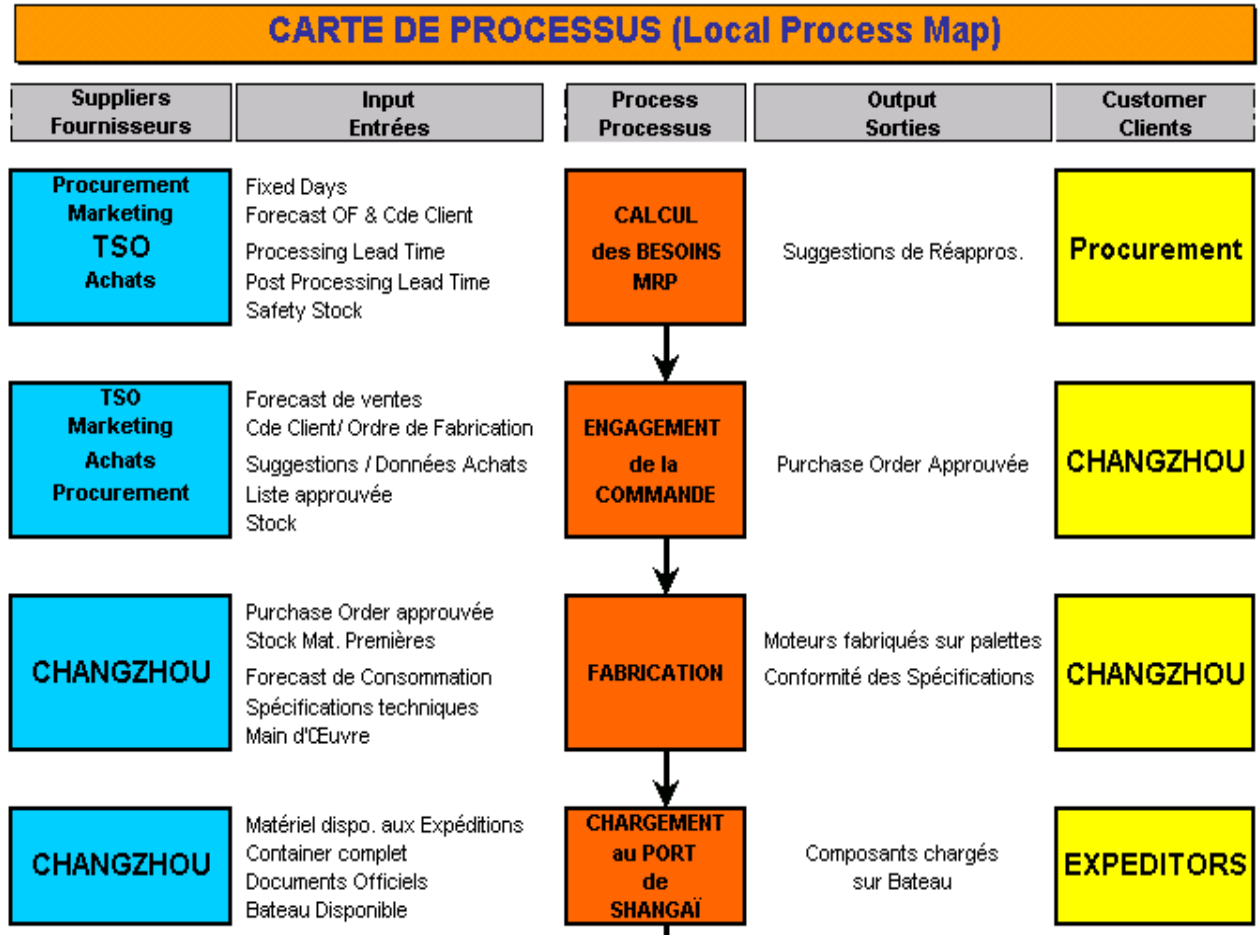 CARTE DE PROCESSUS (Local Process Map)
Suppliers
Fournisseurs
Input
Entrées
Process
Processus
Output
Sorties
Customer
Clients
Procurement
Marketing
TSO
Achats
Fixed Days
Forecast OF & Cde Client
Processing Lead Time
Post Processing Lead Time
Safety Stock
CALCUL
des BESOINS
MRP
Suggestions de Réappros.
Procurement
TSO
Marketing
Achats
Procurement
Forecast de ventes
Cde Client/ Ordre de Fabrication
Suggestions / Données Achats
Liste approuvée
Stock
ENGAGEMENT
de la
COMMANDE
Purchase Order Approuvée
CHANGZHOU
CHANGZHOU
Purchase Order approuvée
Stock Mat. Premières
Forecast de Consommation
Spécifications techniques
Main d'Œuvre
FABRICATION
Moteurs fabriqués sur palettes
Conformité des Spécifications
CHANGZHOU
CHANGZHOU
Matériel dispo. aux Expéditions
Container complet
Documents Officiels
Bateau Disponible
CHARGEMENT
au PORT
de
SHANGAÏ
Composants chargés
sur Bateau
EXPEDITORS